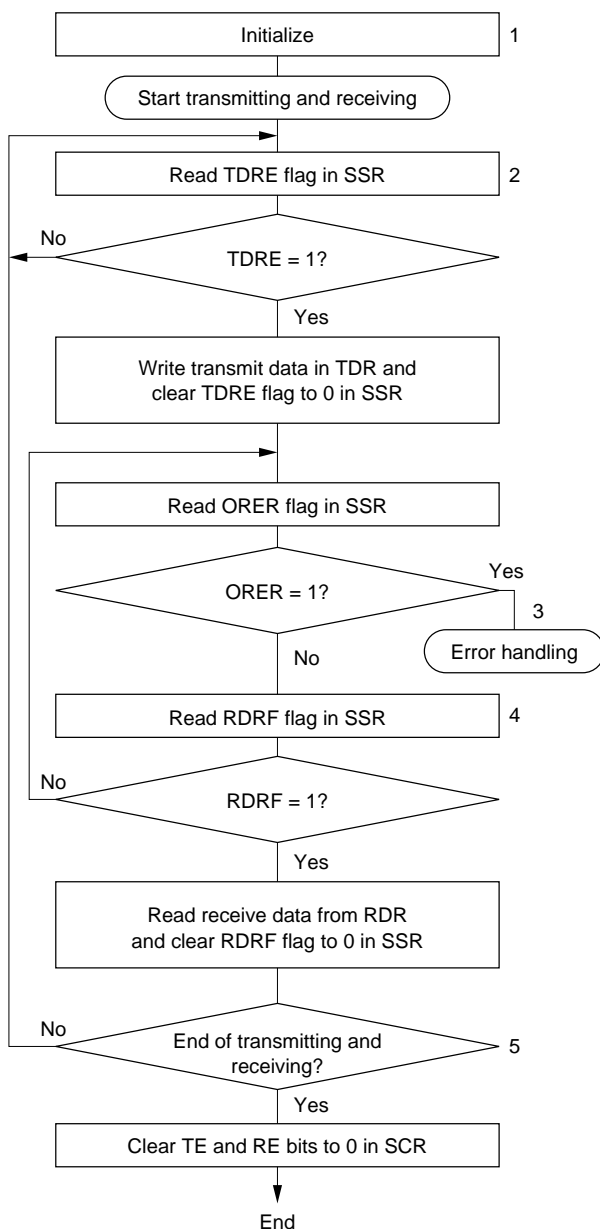 Initialize
1
Start transmitting and receiving
Read TDRE flag in SSR
2
No
TDRE = 1?
Yes
Write transmit data in TDR and
clear TDRE flag to 0 in SSR
Read ORER flag in SSR
ORER = 1?
Yes
3
Error handling
No
Read RDRF flag in SSR
4
No
RDRF = 1?
Yes
Read receive data from RDR
and clear RDRF flag to 0 in SSR
No
End of transmitting and
receiving?
5
Yes
Clear TE and RE bits to 0 in SCR
End